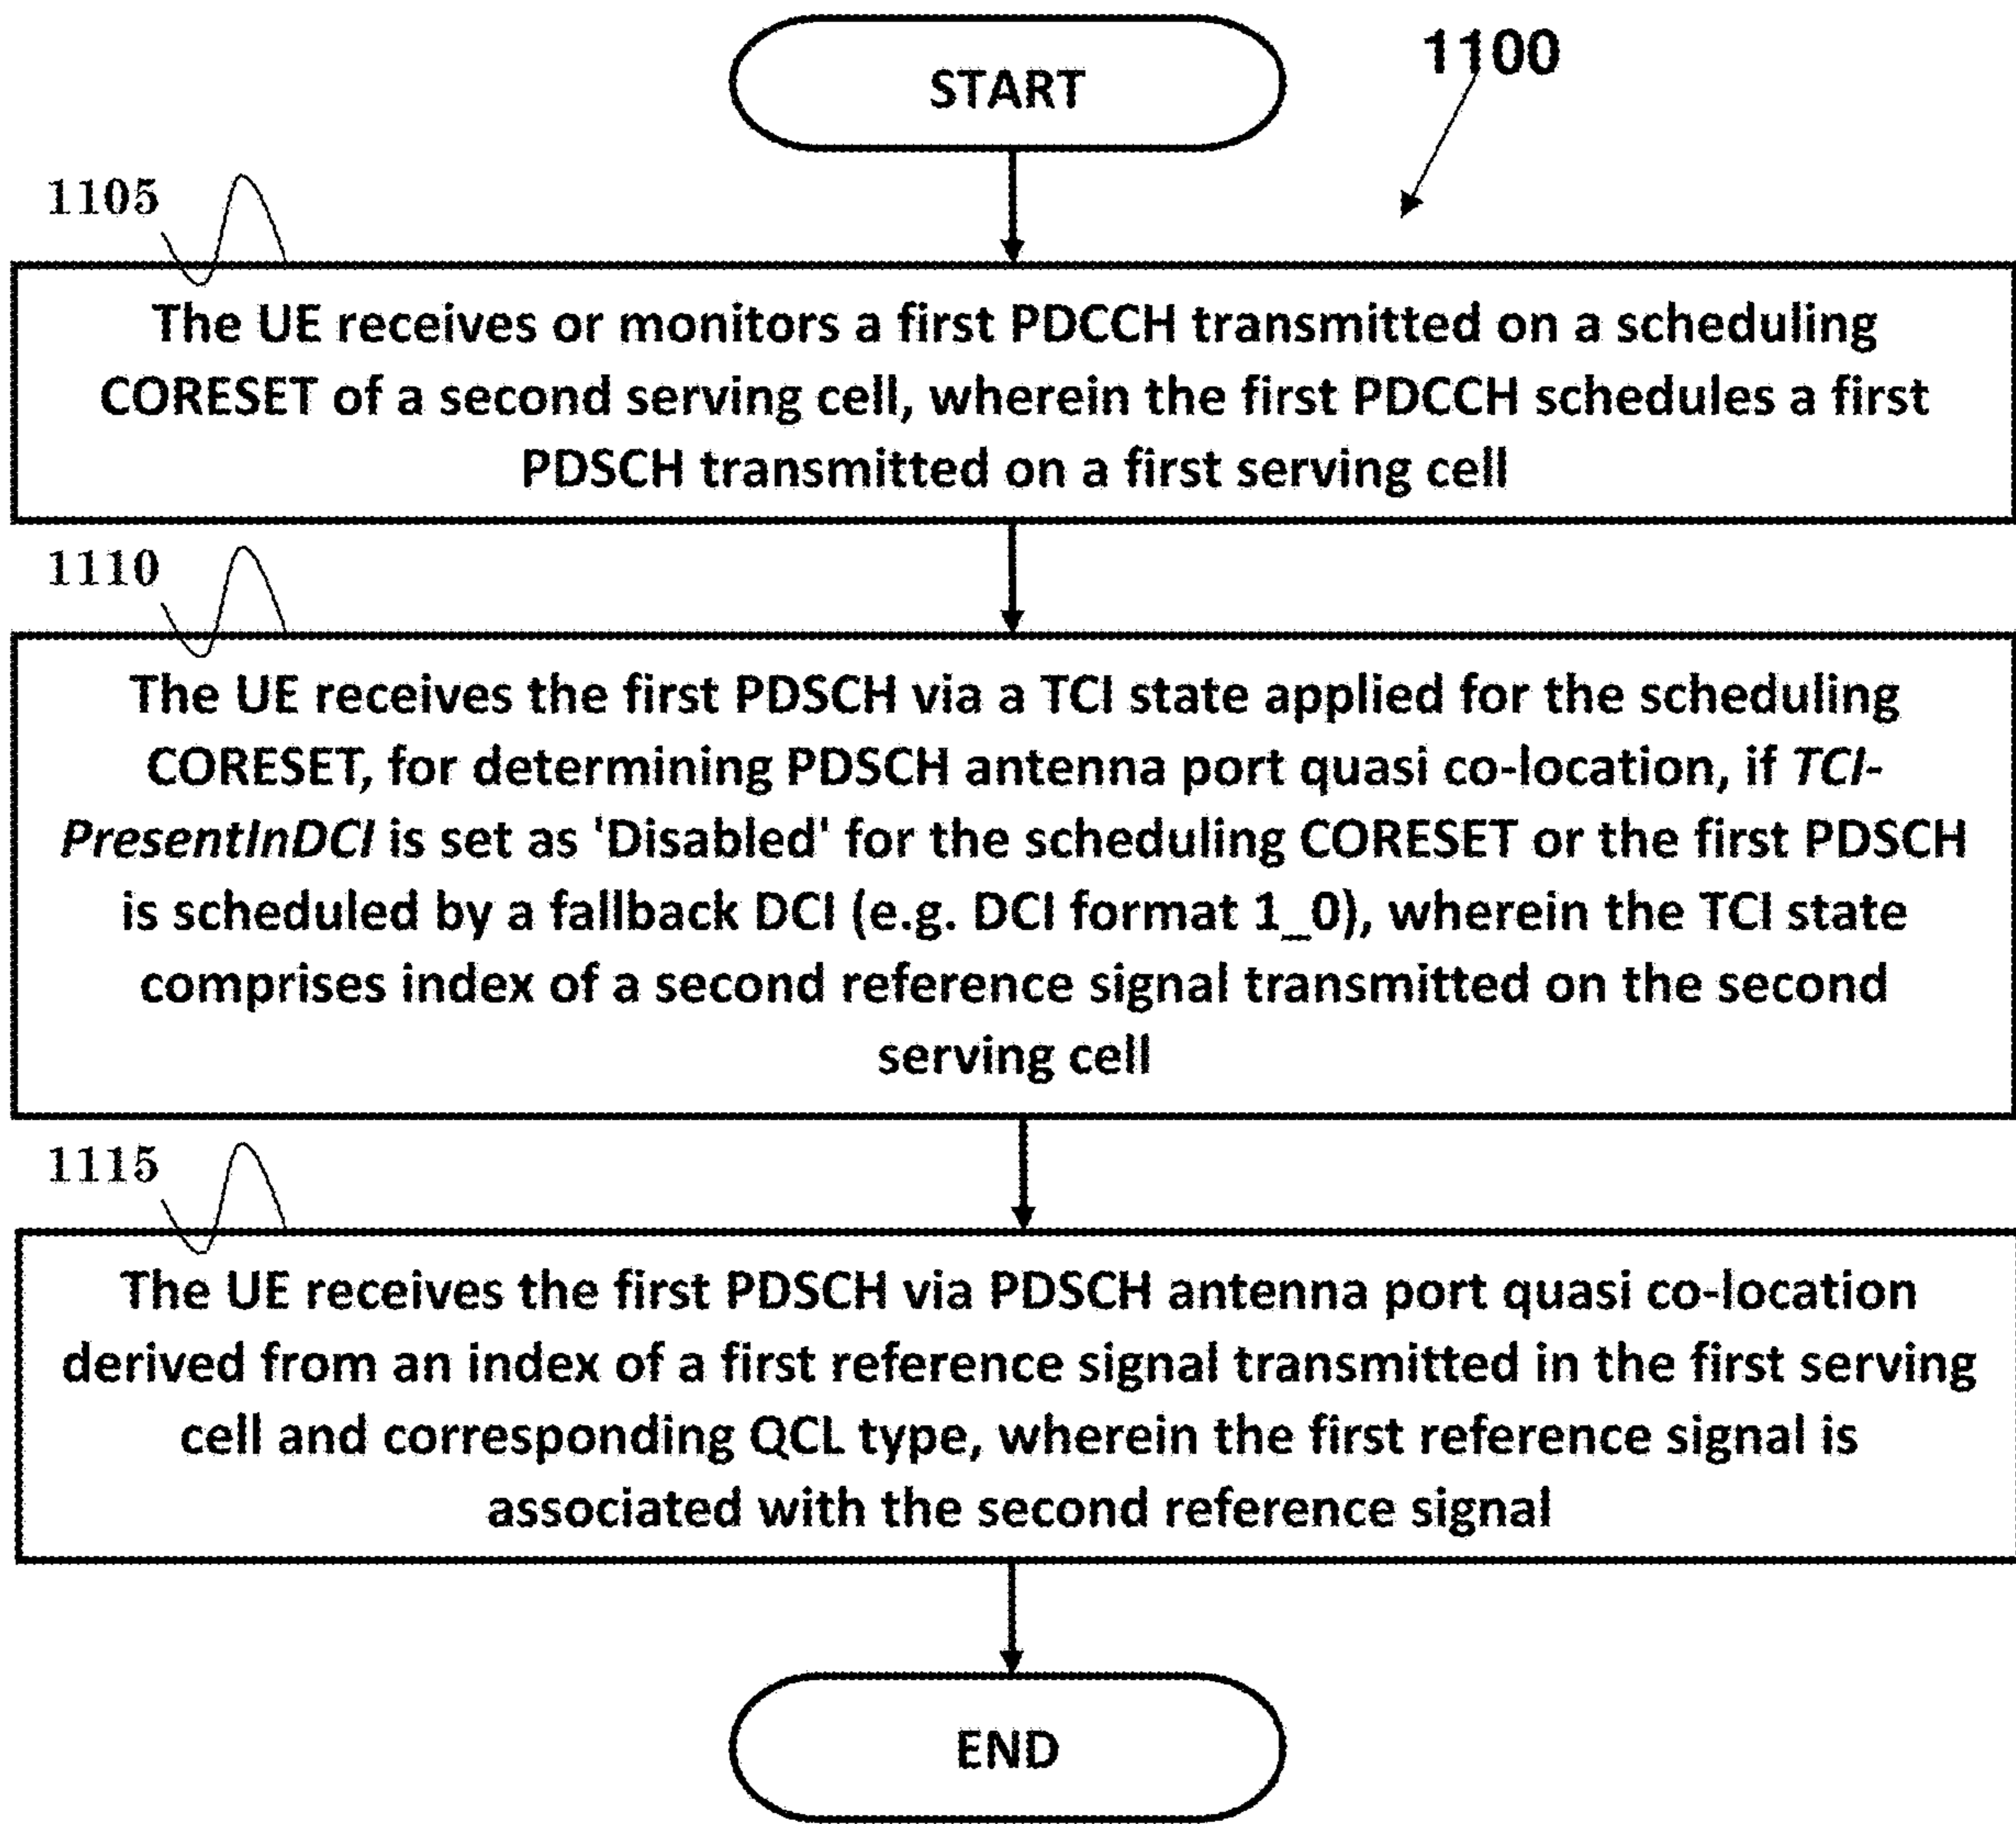 START
1100
1105
The UE receives or monitors a first PDCCH transmitted on a scheduling
CORESET of a second serving cell, wherein the first PDCCH schedules a first
PDSCH transmitted on a first serving cell
1110
The UE receives the first PDSCH via a TCI state applied for the scheduling
CORESET, for determining PDSCH antenna port quasi co-location, if TCI-
PresentInDCI is set as 'Disabled' for the scheduling CORESET or the first PDSCH
is scheduled by a fallback DCI (e.g. DCI format 1_0), wherein the TCI state
comprises index of a second reference signal transmitted on the second
serving cell
1115
The UE receives the first PDSCH via PDSCH antenna port quasi co-location
derived from an index of a first reference signal transmitted in the first serving
cell and corresponding QCL type, wherein the first reference signal is
associated with the second reference signal
END